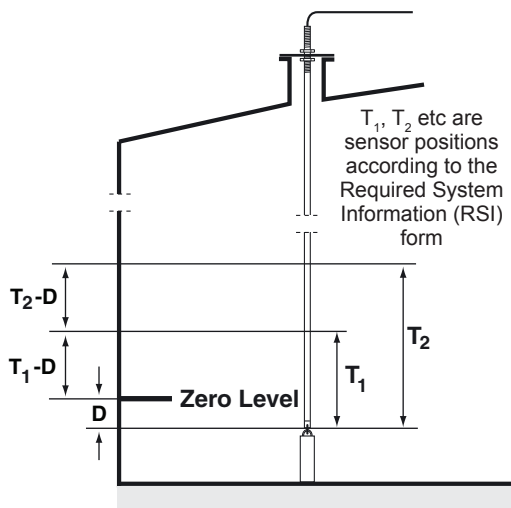 T1, T2 etc are
sensor positions
according to the
Required System
Information (RSI)
form
T2-D
T2
T1-D
T1
Zero Level
D